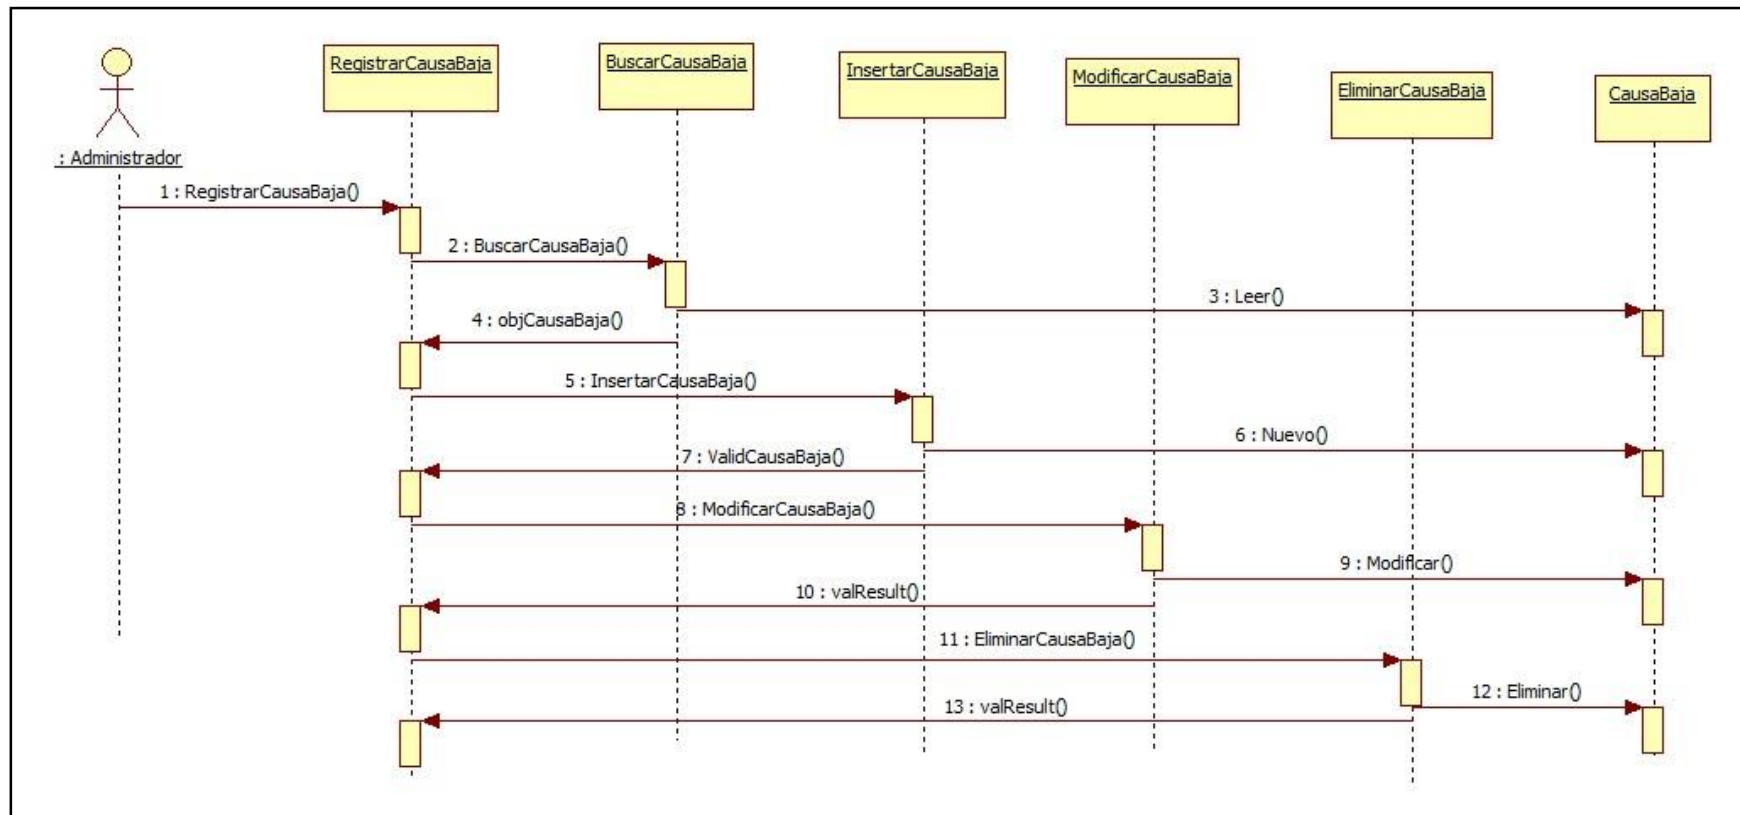 RegistrarCausaBaja
BuscarCausaBaja
InsertarCausaBaja
ModificarCausaBaja
EliminarCausaBaja
CausaBaja
: Administrador
1 : RegistrarCausaBaja()
2 : BuscarCausaBaja()
3 : Leer()
4 : objCausaBaja()
5 : InsertarCausaBaja()
6 : Nuevo()
7 : ValidCausaBaja()
8 : ModificarCausaBaja()
9 : Modificar()
10 : valResult()
11 : EliminarCausaBaja()
12 : Eliminar()
13 : valResult()